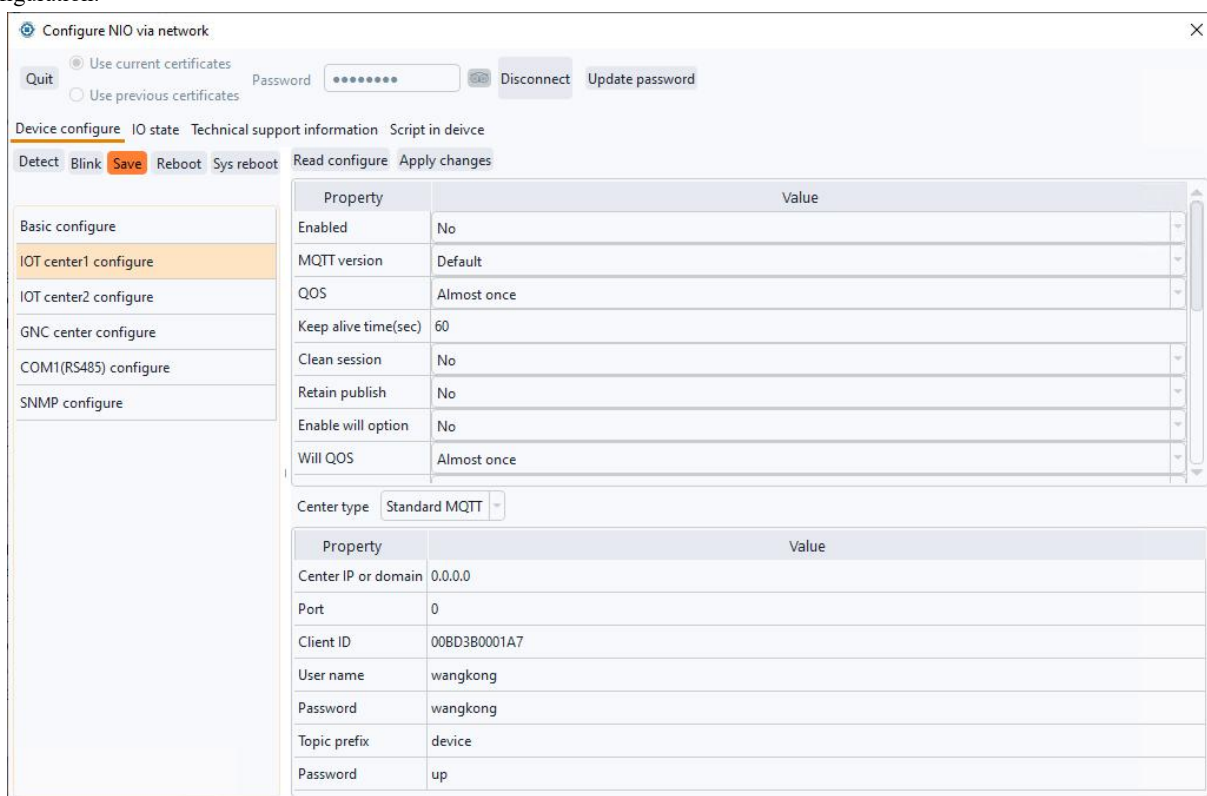 Configure NIO via network
Quit
Use current certificates
Use previous certificates
Password ●●●●●●●●
Disconnect Update password
Device configure IO state Technical support information Script in deivce
Detect Blink Save Reboot Sys reboot Read configure Apply changes
Basic configure
IOT center1 configure
IOT center2 configure
GNC center configure
COM1(RS485) configure
SNMP configure
Property Value
Enabled No
MQTT version Default
QOS Almost once
Keep alive time(sec) 60
Clean session No
Retain publish No
Enable will option No
Will QOS Almost once
Center type Standard MQTT
Property Value
Center IP or domain 0.0.0.0
Port 0
Client ID 00BD3B0001A7
User name wangkong
Password wangkong
Topic prefix device
Password up